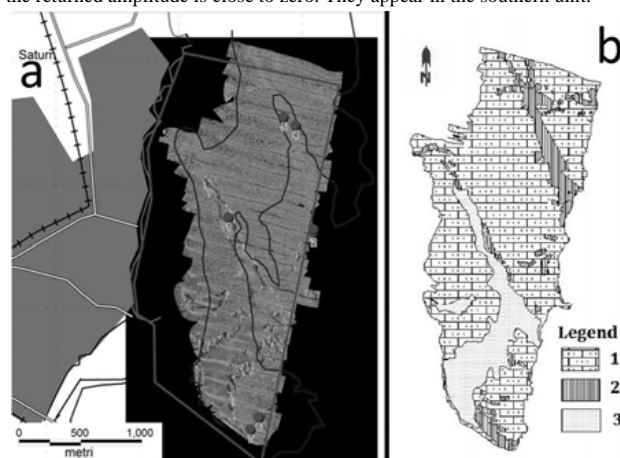 the returned amplitude is close to zero. They appear in the southern unit.
Saturn
a
b
N
Legend
1
2
3
0 500 1,000
metri